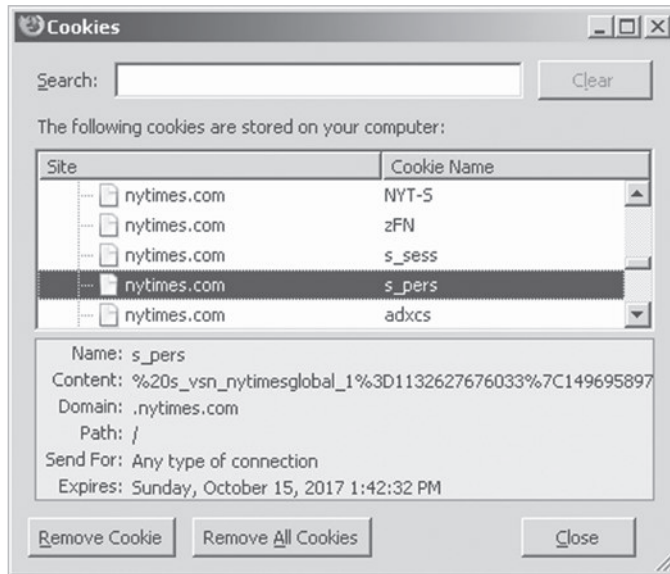 Cookies
Search: Clear
The following cookies are stored on your computer:
Site Cookie Name
nytimes.com NYT-S
nytimes.com zFN
nytimes.com s_sess
nytimes.com s_pers
nytimes.com adxcs
Name: s_pers
Content: %20s_vsn_nytimesglobal_1%3D1132627676033%7C149695897
Domain: .nytimes.com
Path: /
Send For: Any type of connection
Expires: Sunday, October 15, 2017 1:42:32 PM
Remove Cookie Remove All Cookies Close